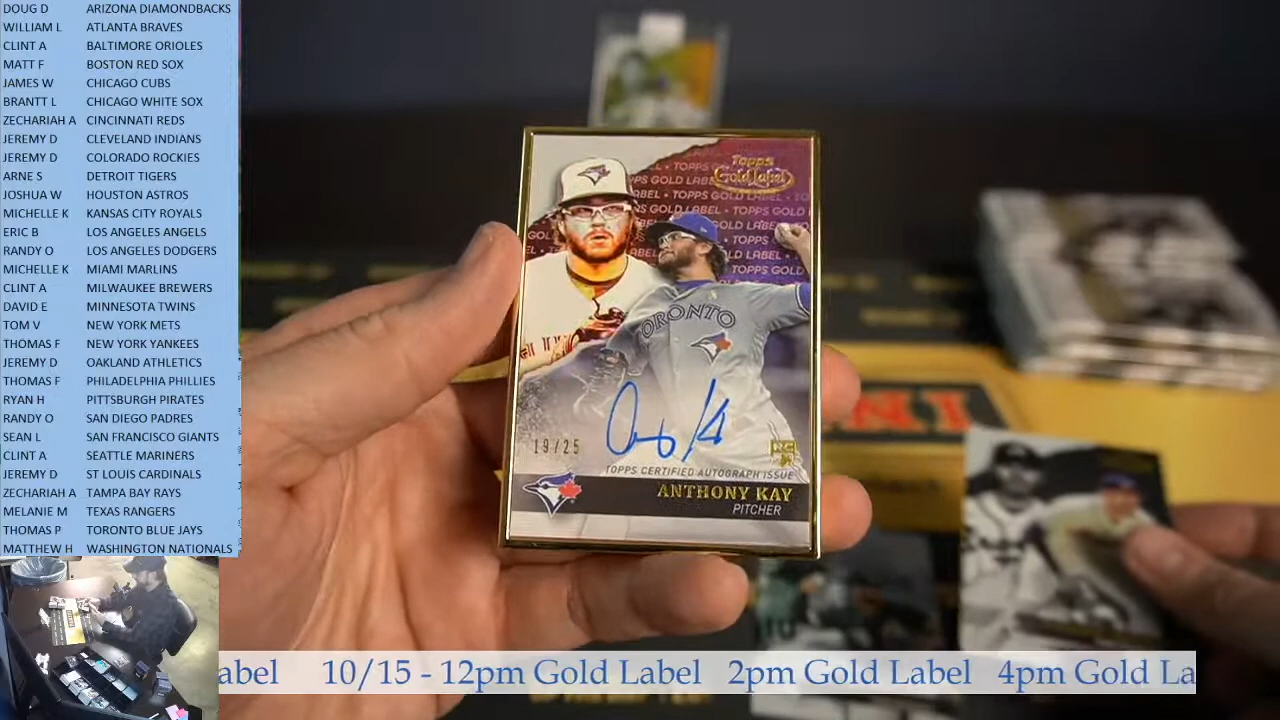 DOUG D ARIZONA DIAMONDBACKS
WILLIAM L ATLANTA BRAVES
CLINT A BALTIMORE ORIOLES
MATT F BOSTON RED SOX
JAMES W CHICAGO CUBS
BRANTT L CHICAGO WHITE SOX
ZECHARIAH A CINCINNATI REDS
JEREMY D CLEVELAND INDIANS
JEREMY D COLORADO ROCKIES
ARNE S DETROIT TIGERS
JOSHUA W HOUSTON ASTROS
MICHELLE K KANSAS CITY ROYALS
ERIC B LOS ANGELES ANGELS
RANDY O LOS ANGELES DODGERS
MICHELLE K MIAMI MARLINS
CLINT A MILWAUKEE BREWERS
DAVID E MINNESOTA TWINS
TOM V NEW YORK METS
THOMAS F NEW YORK YANKEES
JEREMY D OAKLAND ATHLETICS
THOMAS F PHILADELPHIA PHILLIES
RYAN H PITTSBURGH PIRATES
RANDY O SAN DIEGO PADRES
SEAN L SAN FRANCISCO GIANTS
CLINT A SEATTLE MARINERS
JEREMY D ST LOUIS CARDINALS
ZECHARIAH A TAMPA BAY RAYS
MELANIE M TEXAS RANGERS
THOMAS P TORONTO BLUE JAYS
MATTHEW H WASHINGTON NATIONALS
Topps
Gold Label
TORONTO
19/25
RC
TOPPS CERTIFIED AUTOGRAPH ISSUE
ANTHONY KAY
PITCHER
abel 10/15 - 12pm Gold Label 2pm Gold Label 4pm Gold La